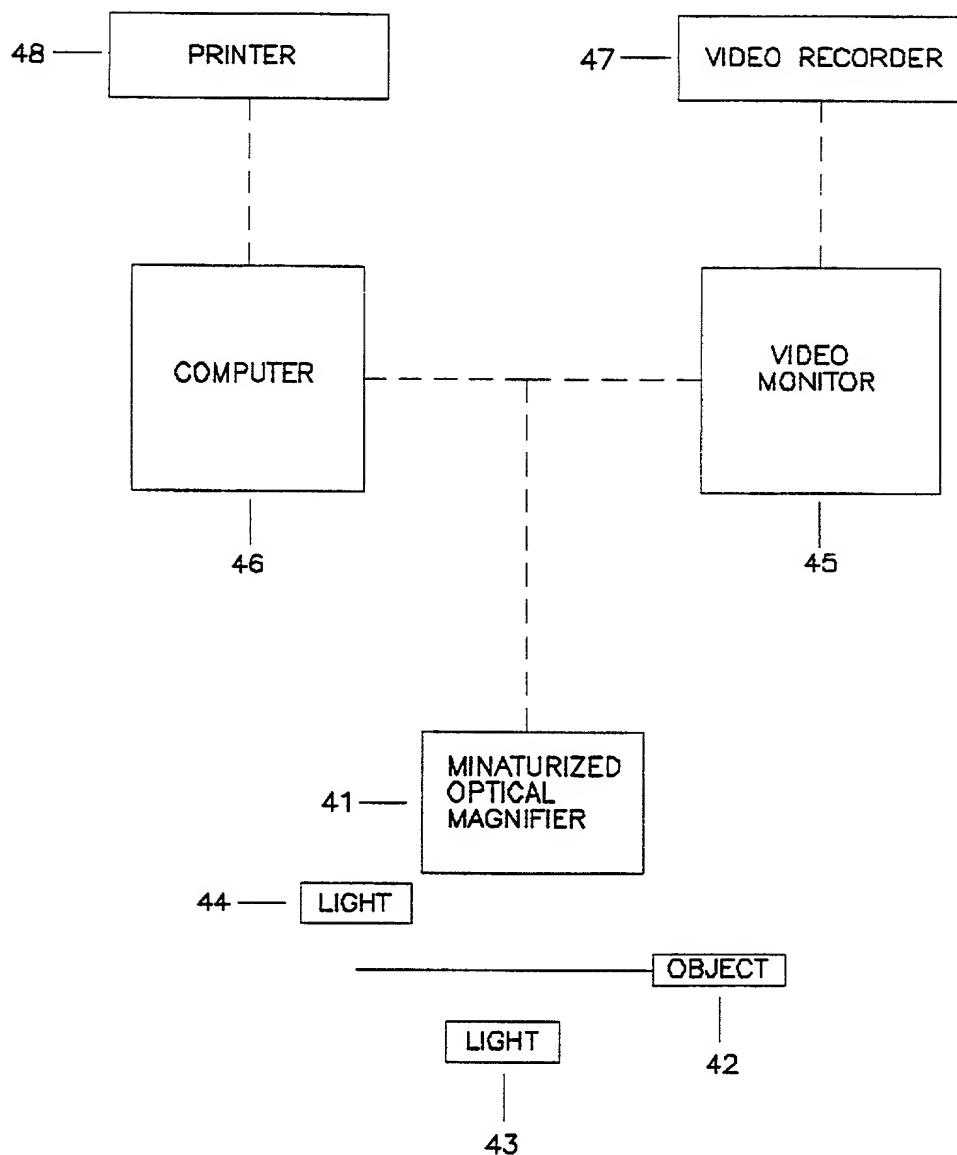 48 PRINTER
47 VIDEO RECORDER
COMPUTER
VIDEO
MONITOR
46
45
MINATURIZED
OPTICAL
MAGNIFIER
41
44 LIGHT
OBJECT
LIGHT
42
43